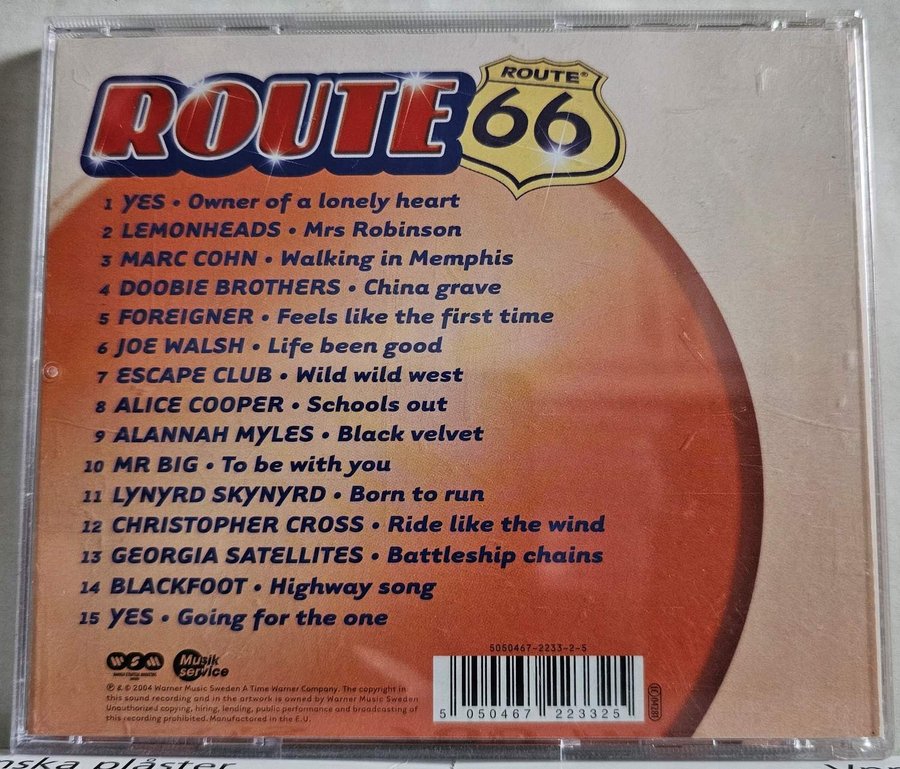 ROUTE
ROUTE®
66
1 YES • Owner of a lonely heart
2 LEMONHEADS • Mrs Robinson
3 MARC COHN • Walking in Memphis
4 DOOBIE BROTHERS • China grave
5 FOREIGNER • Feels like the first time
6 JOE WALSH • Life been good
7 ESCAPE CLUB • Wild wild west
8 ALICE COOPER • Schools out
9 ALANNAH MYLES • Black velvet
10 MR BIG • To be with you
11 LYNYRD SKYNYRD • Born to run
12 CHRISTOPHER CROSS • Ride like the wind
13 GEORGIA SATELLITES • Battleship chains
14 BLACKFOOT • Highway song
15 YES • Going for the one
WSM
Musik
service
5050467-2233-2-5
℗ & © 2004 Warner Music Sweden A Time Warner Company. The copyright in
this sound recording and in the artwork is owned by Warner Music Sweden
Unauthorized copying, hiring, lending, public performance and broadcasting of
this recording prohibited. Manufactured in the E.U.
5 050467 223325
nska plåster